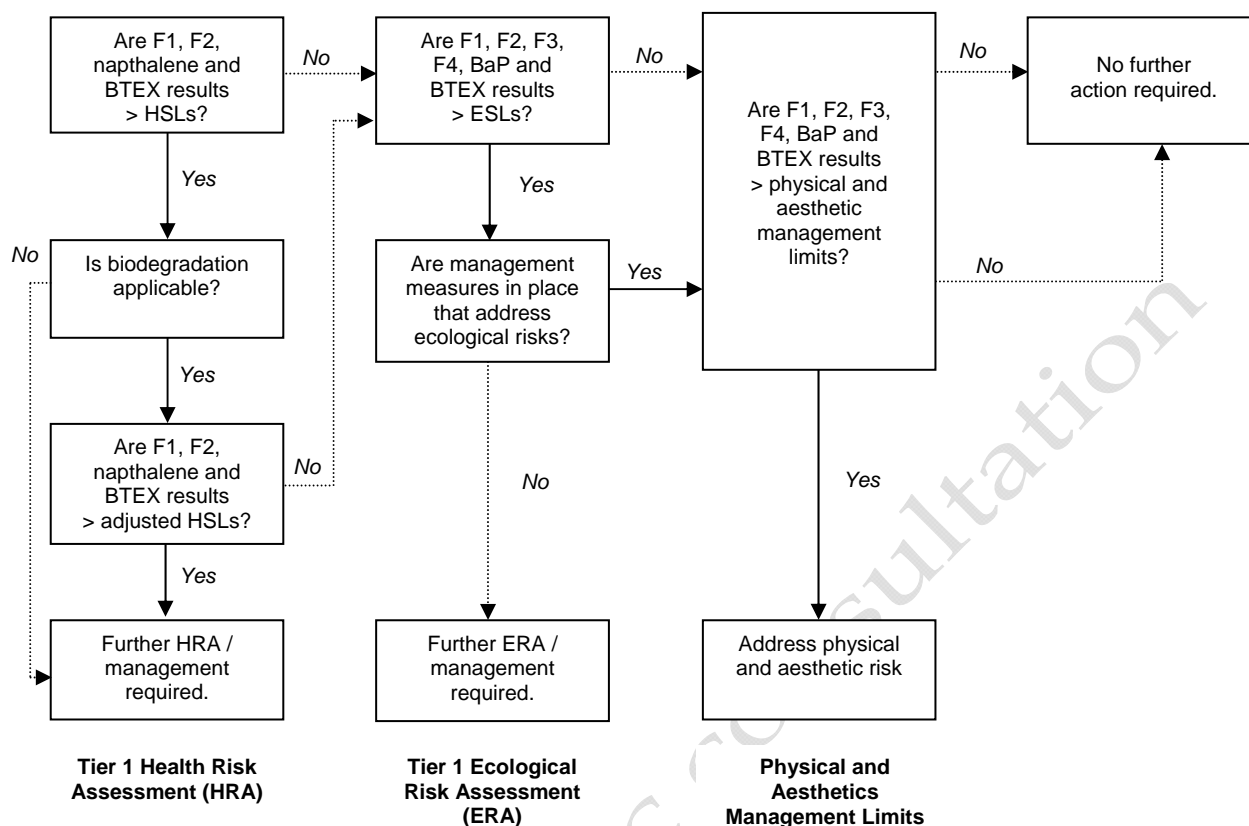 Are F1, F2,
napthalene and
BTEX results
> HSLs?
No
Are F1, F2, F3,
F4, BaP and
BTEX results
> ESLs?
No
Are F1, F2, F3,
F4, BaP and
BTEX results
> physical and
aesthetic
management
limits?
No
No further
action required.
Yes
Yes
No
Is biodegradation
applicable?
Are management
measures in place
that address
ecological risks?
Yes
No
Yes
Are F1, F2,
napthalene and
BTEX results
> adjusted HSLs?
No
No
Yes
Yes
Further HRA /
management
required.
Further ERA /
management
required.
Address physical
and aesthetic risk
Tier 1 Health Risk
Assessment (HRA)
Tier 1 Ecological
Risk Assessment
(ERA)
Physical and
Aesthetics
Management Limits
c consultation